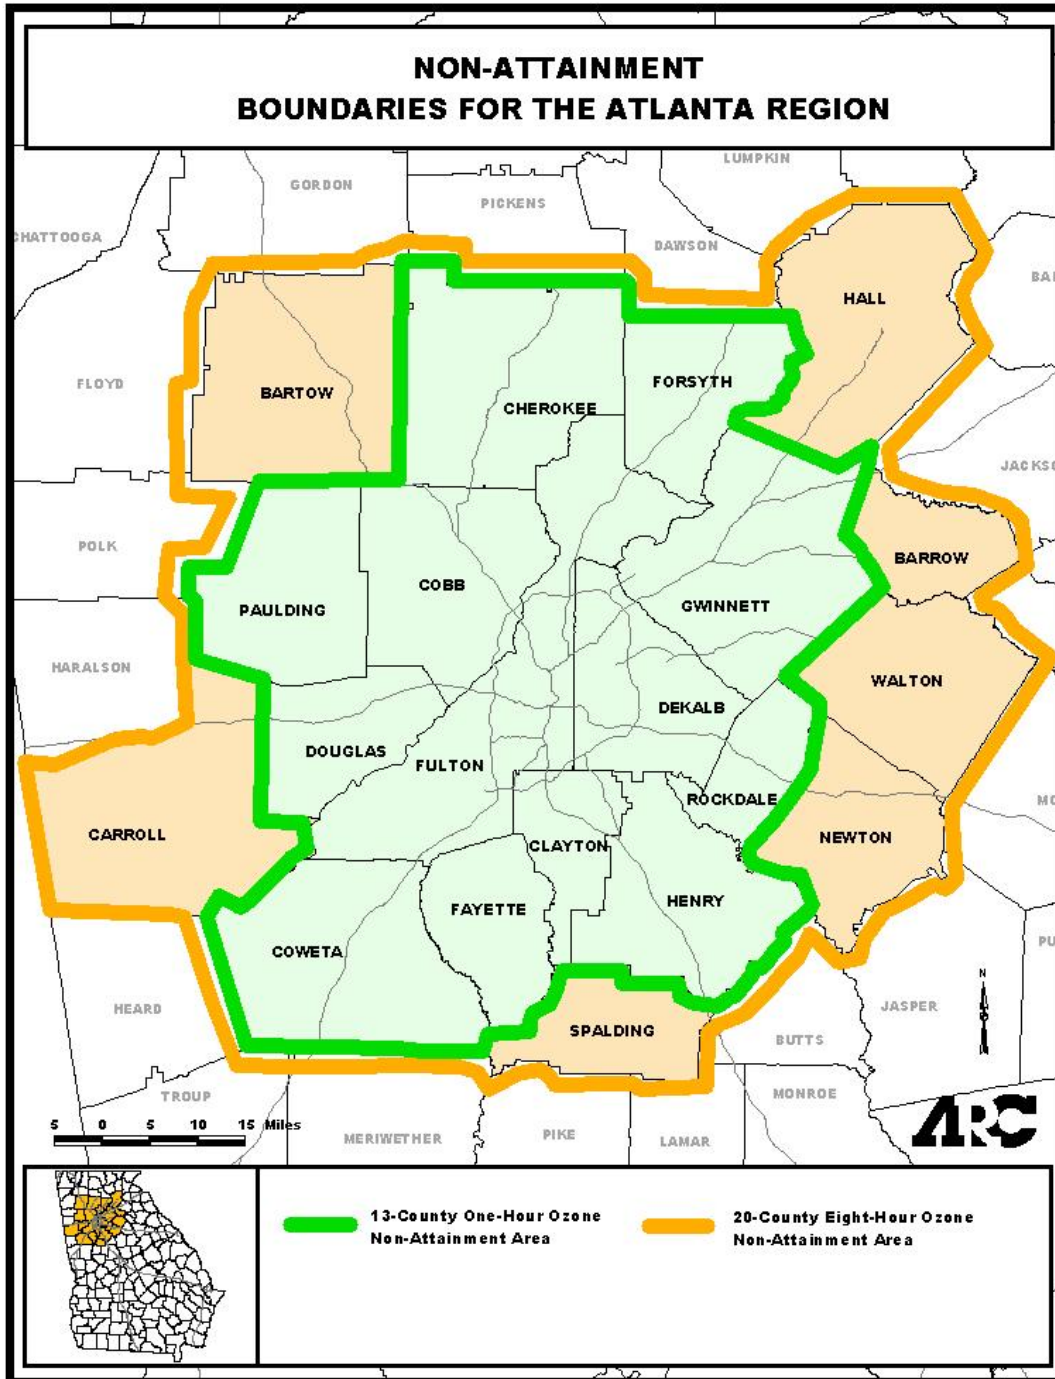 NON-ATTAINMENT
BOUNDARIES FOR THE ATLANTA REGION
LUMPKIN
GORDON
PICKENS
CHATTOOGA
DAWSON
HALL
FLOYD
BARTOW
FORSYTH
CHEROKEE
POLK
BARROW
COBB
PAULDING
GWINNETT
HARALSON
WALTON
DEKALB
DOUGLAS
FULTON
ROCKDALE
CARROLL
CLAYTON
NEWTON
HENRY
FAYETTE
COWETA
N
HEARD
JASPER
SPALDING
BUTTS
TROUP
MONROE
5 0 5 10 15 Miles
MERIWETHER
PIKE
LAMAR
ARC
13-County One-Hour Ozone
Non-Attainment Area
20-County Eight-Hour Ozone
Non-Attainment Area